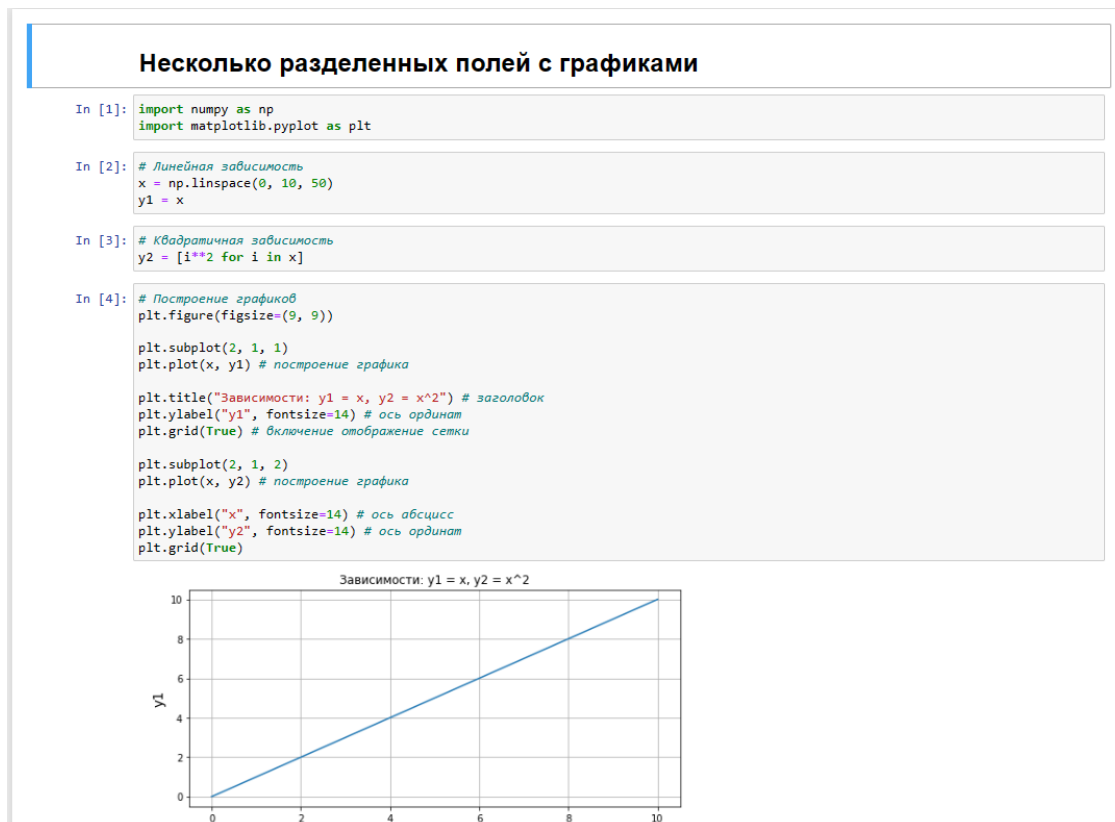 Несколько разделенных полей с графиками
In [1]: import numpy as np
import matplotlib.pyplot as plt
In [2]: # Линейная зависимость
x = np.linspace(0, 10, 50)
y1 = x
In [3]: # Квадратичная зависимость
y2 = [i**2 for i in x]
In [4]: # Построение графиков
plt.figure(figsize=(9, 9))
plt.subplot(2, 1, 1)
plt.plot(x, y1) # построение графика
plt.title("Зависимости: y1 = x, y2 = x^2") # заголовок
plt.ylabel("y1", fontsize=14) # ось ординат
plt.grid(True) # включение отображение сетки
plt.subplot(2, 1, 2)
plt.plot(x, y2) # построение графика
plt.xlabel("x", fontsize=14) # ось абсцисс
plt.ylabel("y2", fontsize=14) # ось ординат
plt.grid(True)
Зависимости: y1 = x, y2 = x^2
10
8
6
y1
4
2
0
0 2 4 6 8 10